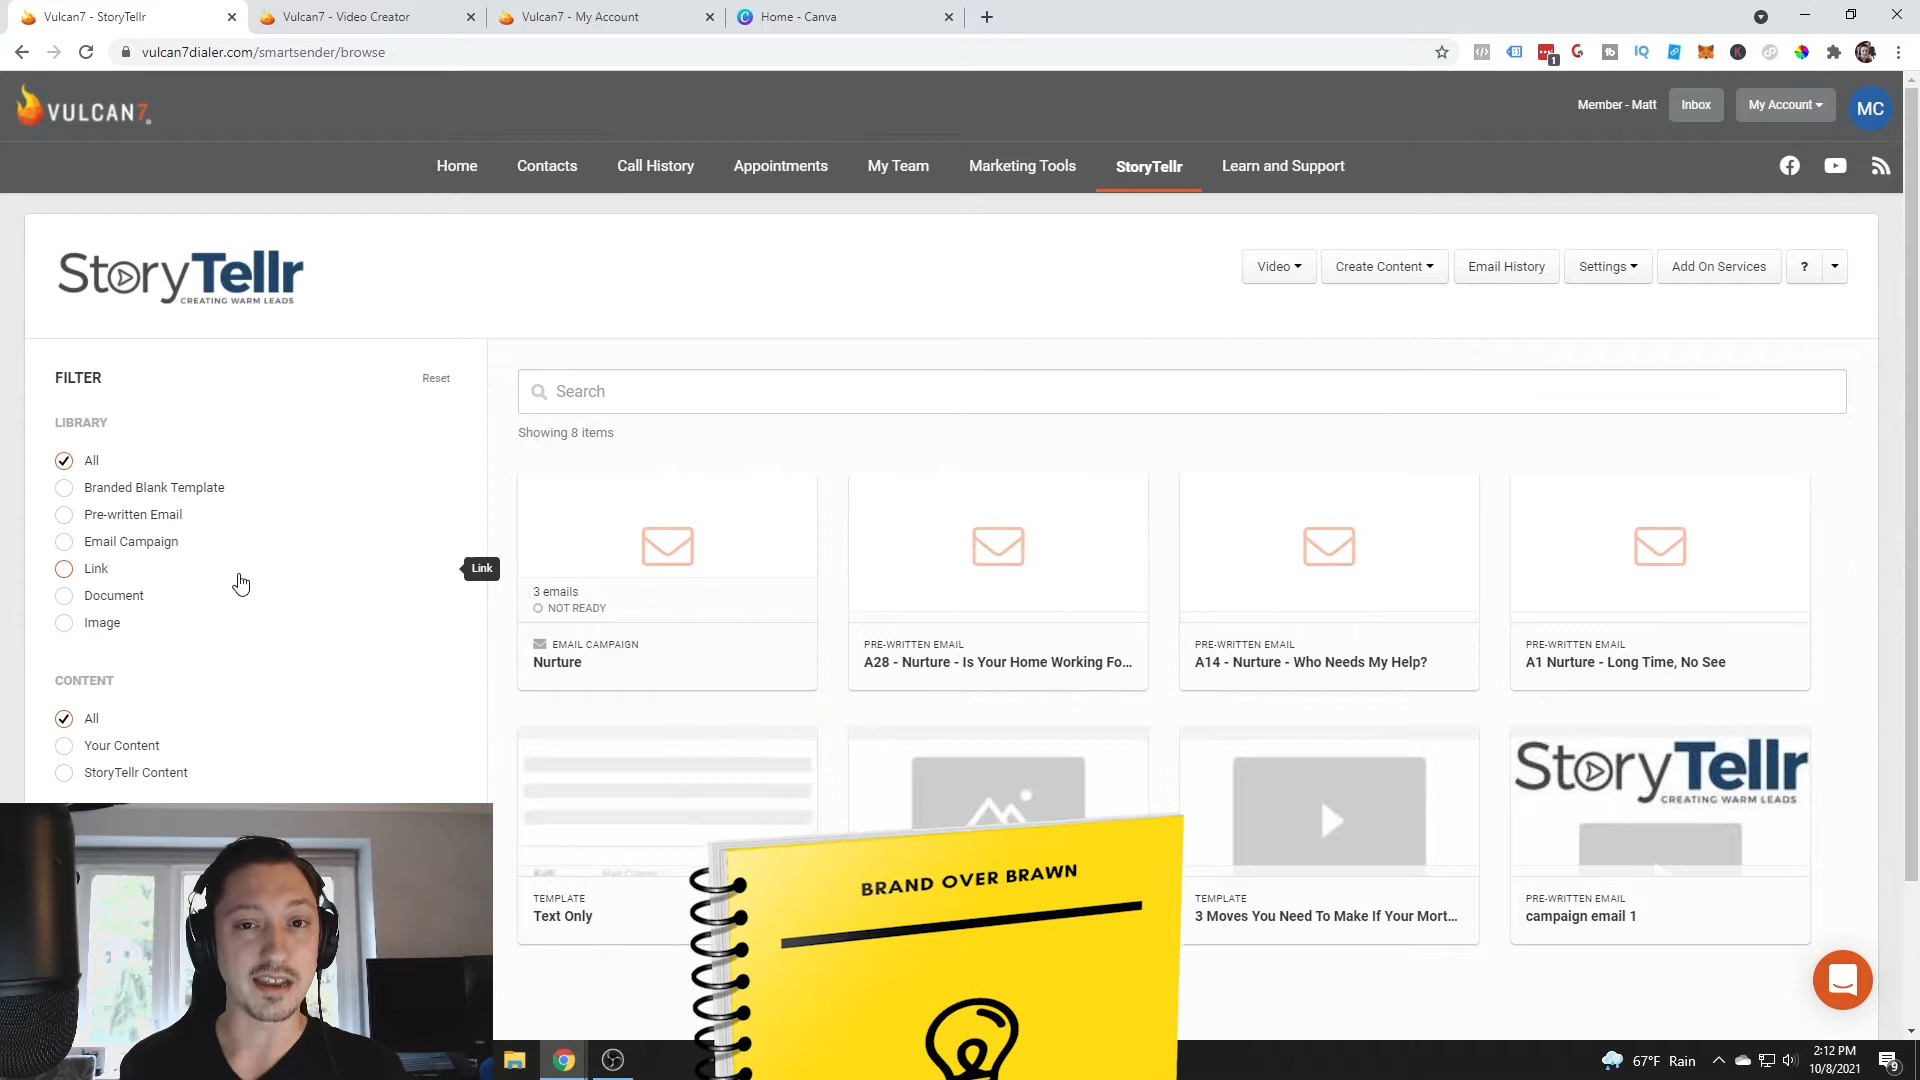 Vulcan7 - StoryTellr
Vulcan7 - Video Creator
Vulcan7 - My Account
Home - Canva
vulcan7dialer.com/smartsender/browse
1
VULCAN7
Member - Matt
Inbox
My Account
MC
Home
Contacts
Call History
Appointments
My Team
Marketing Tools
StoryTellr
Learn and Support
StoryTellr
CREATING WARM LEADS
Video
Create Content
Email History
Settings
Add On Services
?
FILTER
Reset
LIBRARY
All
Branded Blank Template
Pre-written Email
Email Campaign
Link
Link
Document
Image
CONTENT
All
Your Content
StoryTellr Content
Search
Showing 8 items
3 emails
NOT READY
EMAIL CAMPAIGN
Nurture
PRE-WRITTEN EMAIL
A28 - Nurture - Is Your Home Working Fo...
PRE-WRITTEN EMAIL
A14 - Nurture - Who Needs My Help?
PRE-WRITTEN EMAIL
A1 Nurture - Long Time, No See
TEMPLATE
Text Only
TEMPLATE
3 Moves You Need To Make If Your Mort...
StoryTellr
CREATING WARM LEADS
PRE-WRITTEN EMAIL
campaign email 1
BRAND OVER BRAWN
67°F Rain
2:12 PM
10/8/2021
9